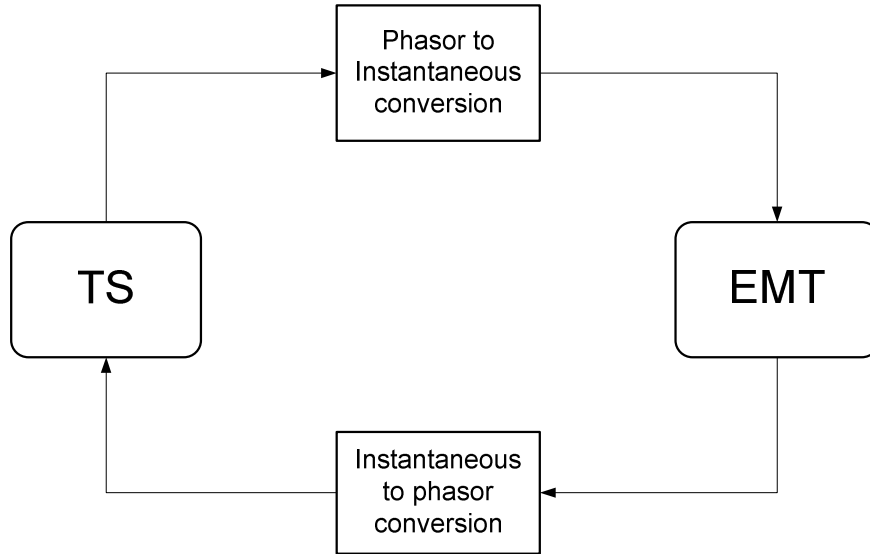 Phasor to
Instantaneous
conversion
TS
EMT
Instantaneous
to phasor
conversion